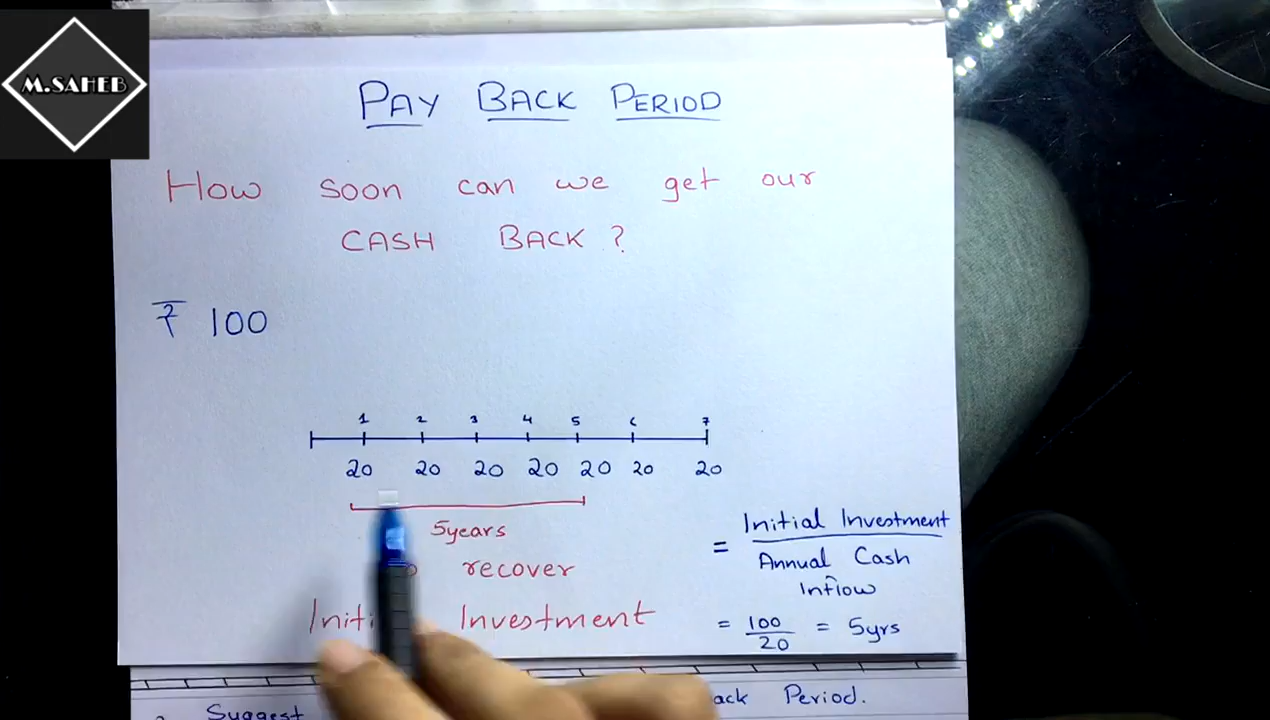 M.SAHEB
PAY BACK PERIOD
How soon can we get our
CASH BACK ?
₹ 100
1 2 3 4 5 6 7
20 20 20 20 20 20 20
5years
recover
Investment
= Initial Investment
Annual Cash
Inflow
= 100/20 = 5yrs
Suggest Period.